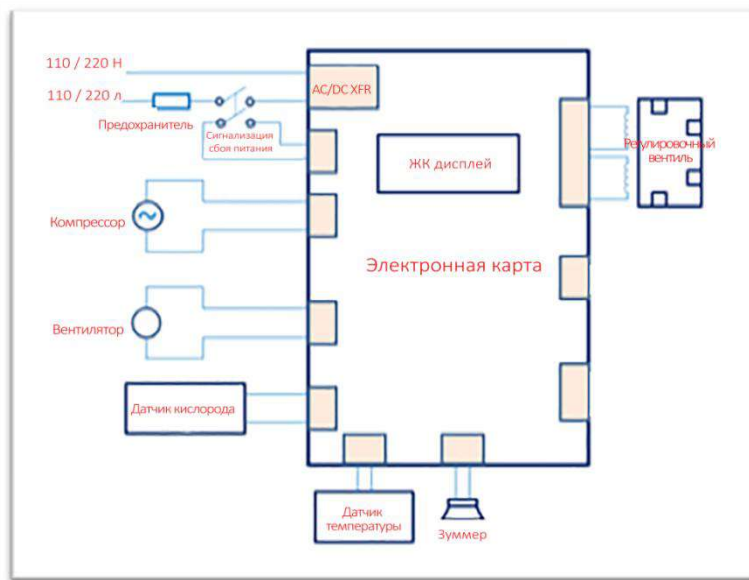 110 / 220 Н
110 / 220 л
Предохранитель
Сигнализация
сбоя питания
AC/DC XFR
ЖК дисплей
Регулировочный
вентиль
Компрессор
Электронная карта
Вентилятор
Датчик кислорода
Датчик
температуры
Зуммер